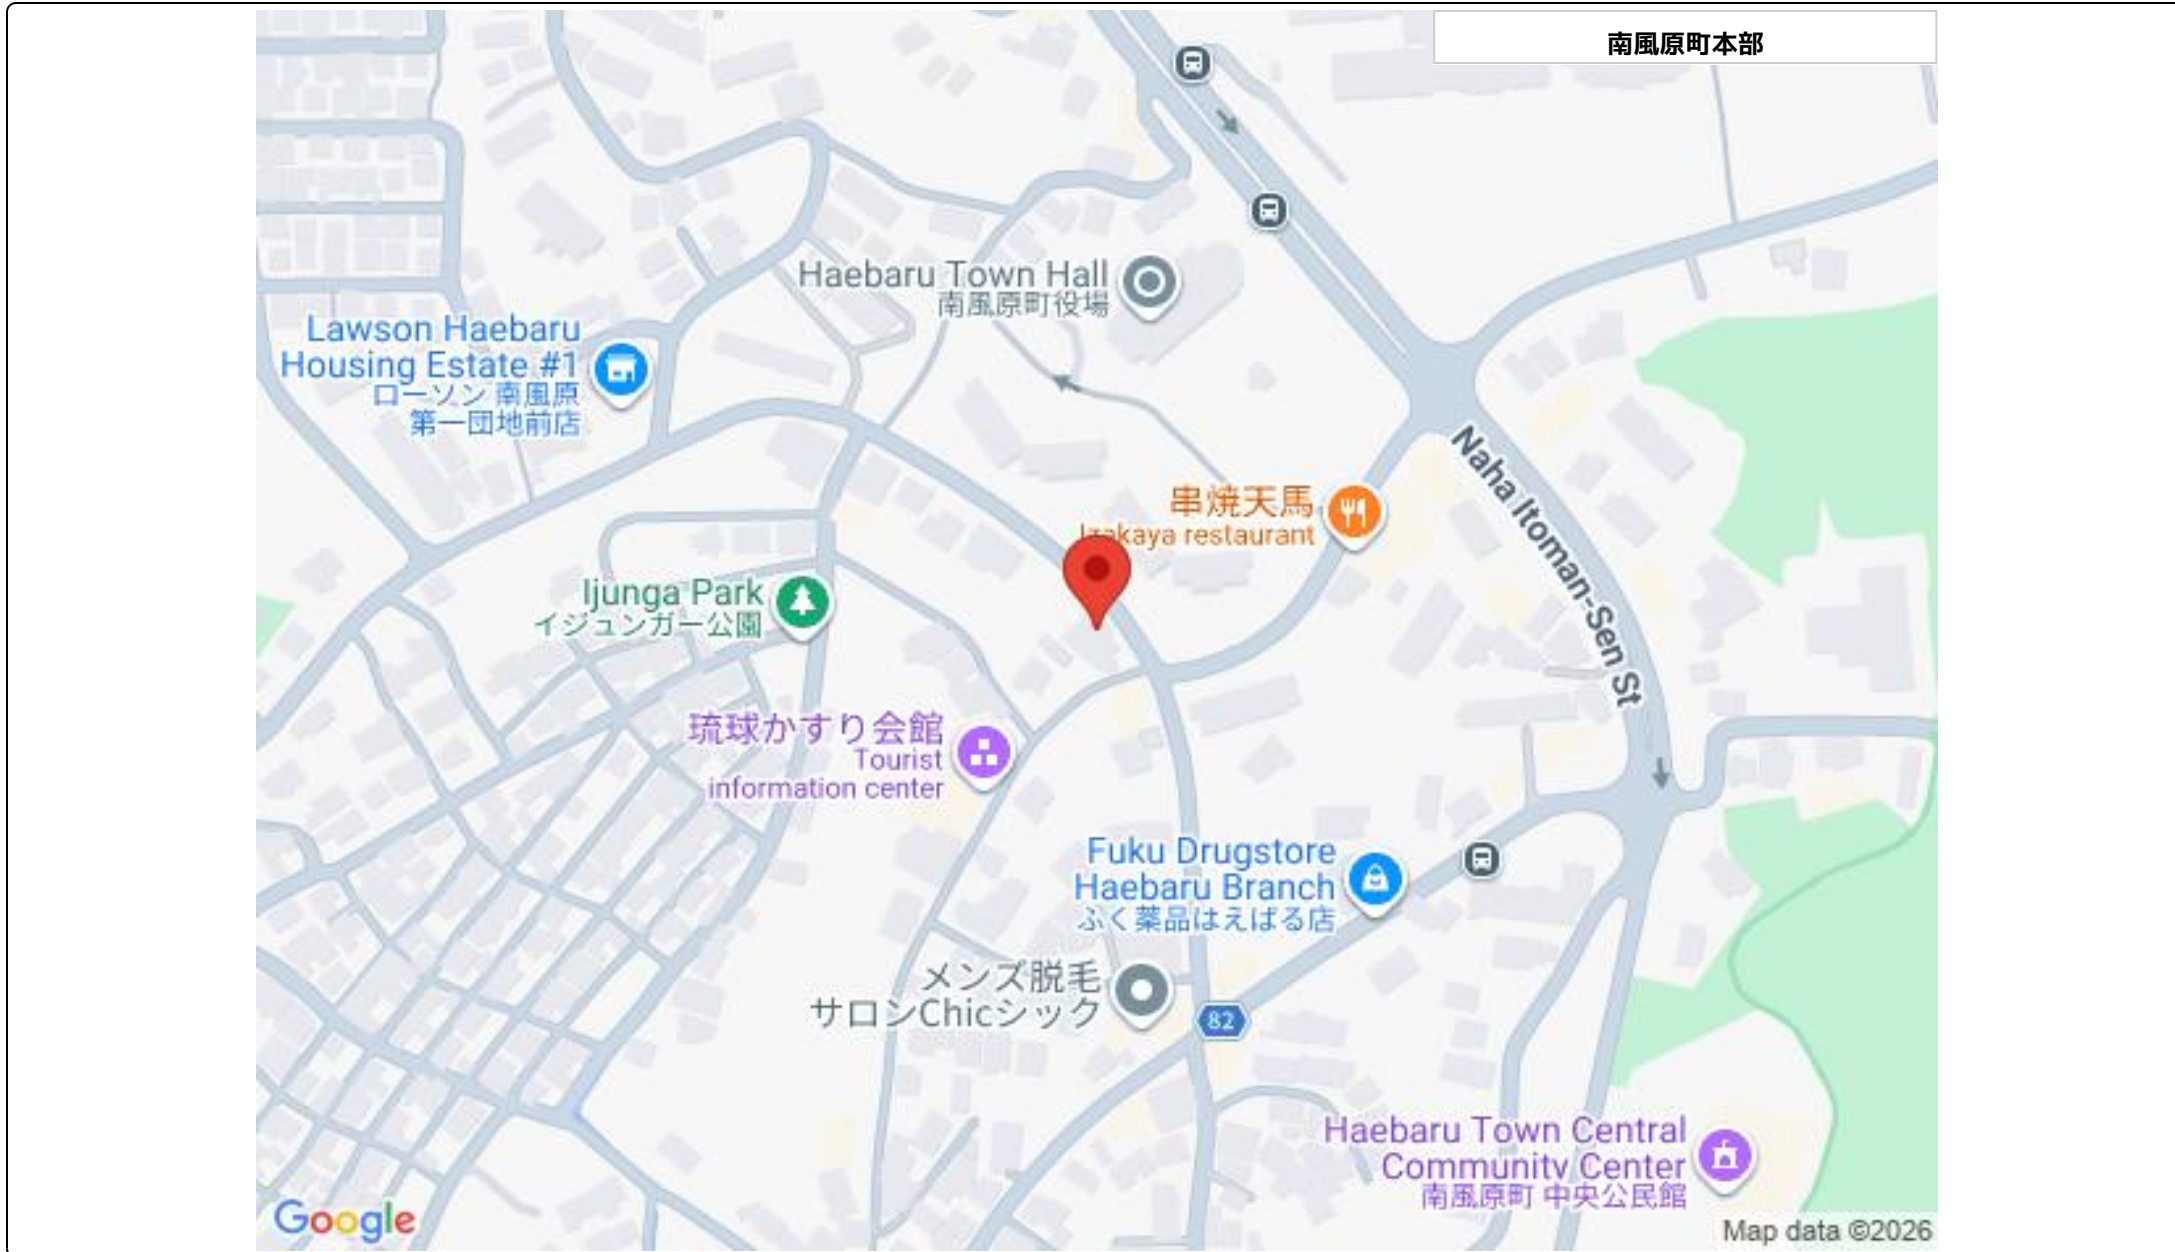 南風原町本部
Haebaru Town Hall
南風原町役場
Lawson Haebaru
Housing Estate #1
ローソン 南風原
第一団地前店
Naha Itoman-Sen St
串焼天馬
Izakaya restaurant
Ijunga Park
イジュンガー公園
琉球かすり会館
Tourist
information center
Fuku Drugstore
Haebaru Branch
ふく薬品はえばる店
メンズ脱毛
サロンChicシック
82
Haebaru Town Central
Community Center
南風原町 中央公民館
Google
Map data ©2026